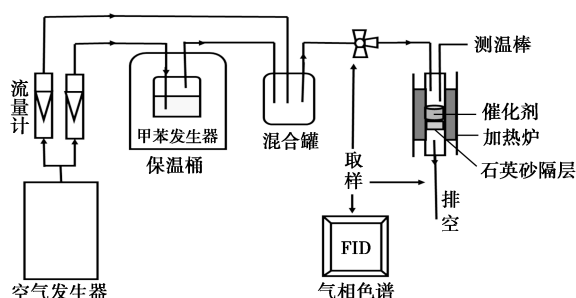 流量计
空气发生器
甲苯发生器
保温桶
混合罐
取样
FID
气相色谱
测温棒
催化剂
加热炉
石英砂隔层
排空